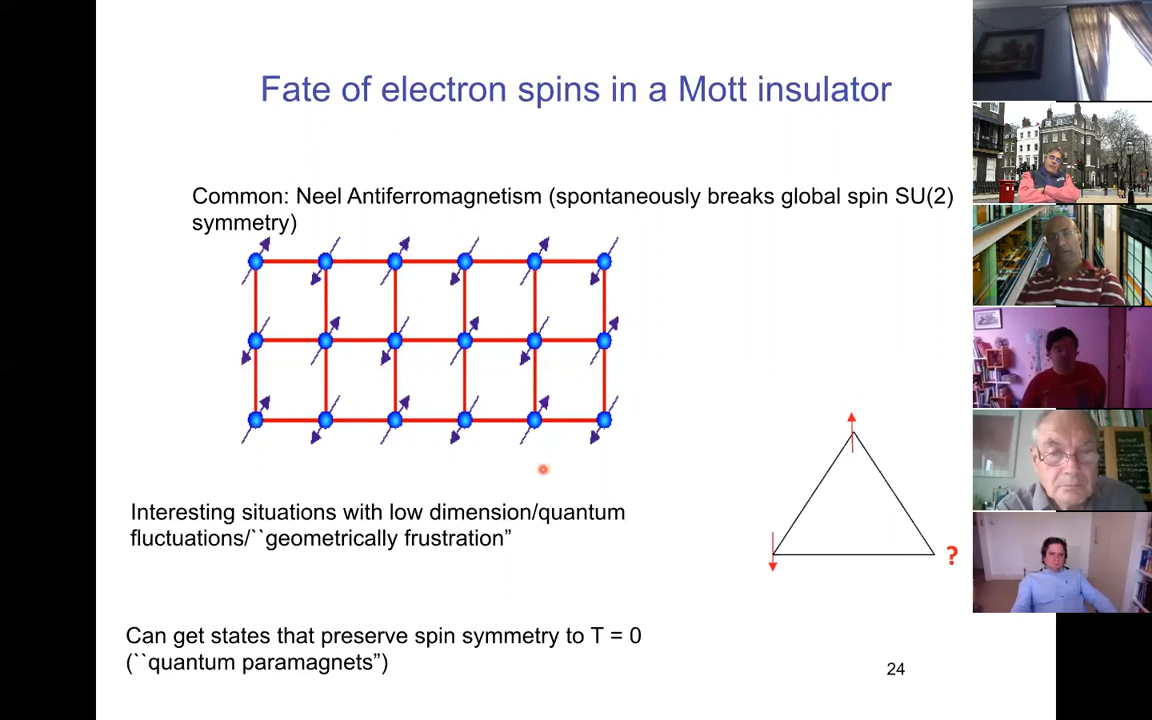 Fate of electron spins in a Mott insulator
Common: Neel Antiferromagnetism (spontaneously breaks global spin SU(2)
symmetry)
Interesting situations with low dimension/quantum
fluctuations/``geometrically frustration”
?
Can get states that preserve spin symmetry to T = 0
(``quantum paramagnets”)
24